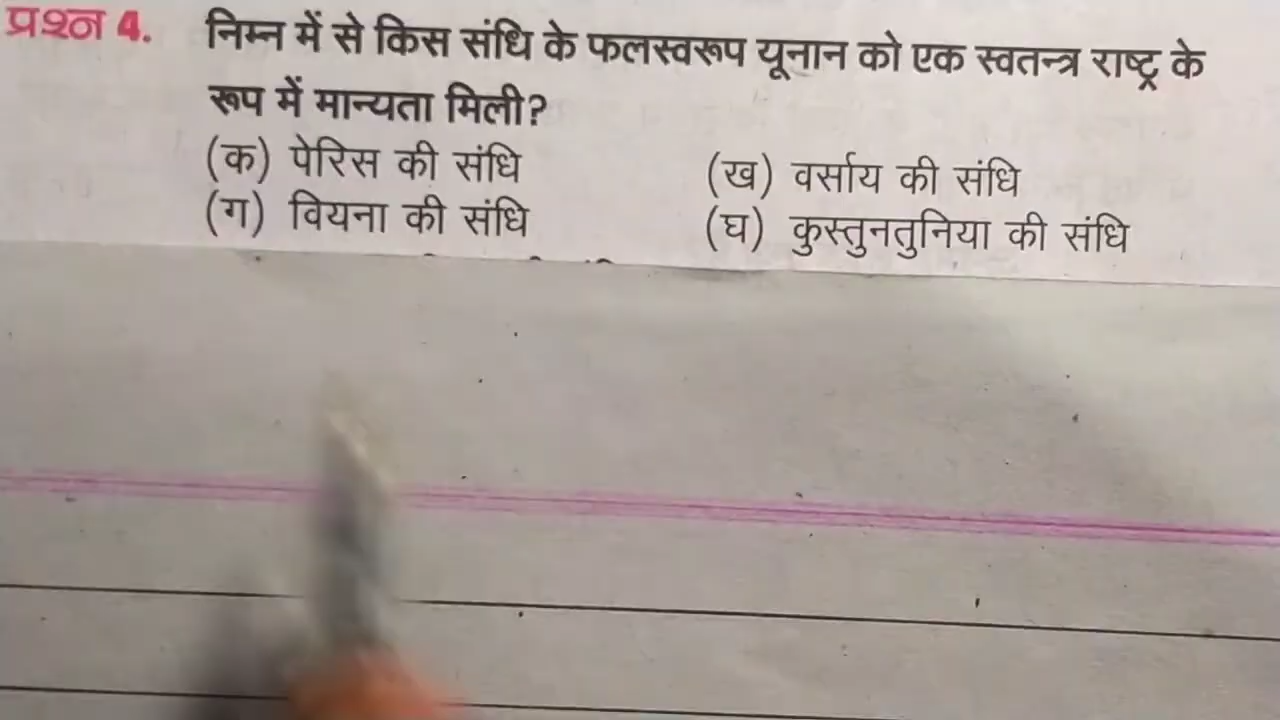 प्रश्न 4. निम्न में से किस संधि के फलस्वरूप यूनान को एक स्वतन्त्र राष्ट्र के
रूप में मान्यता मिली?
(क) पेरिस की संधि (ख) वर्साय की संधि
(ग) वियना की संधि (घ) कुस्तुनतुनिया की संधि